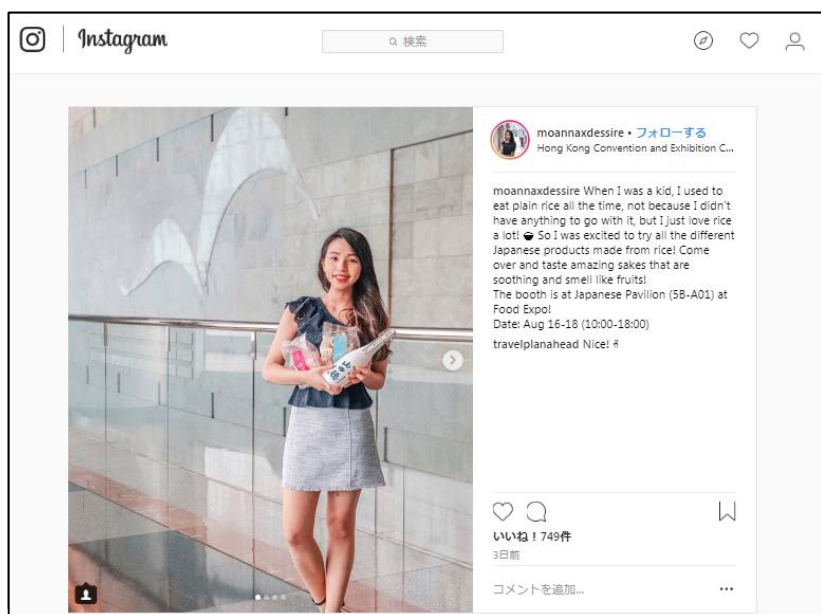 Instagram
検索
moannaxdessire • フォローする
Hong Kong Convention and Exhibition C...
moannaxdessire When I was a kid, I used to
eat plain rice all the time, not because I didn't
have anything to go with it, but I just love rice
a lot! 🍚 So I was excited to try all the different
Japanese products made from rice! Come
over and taste amazing sakes that are
soothing and smell like fruits!
The booth is at Japanese Pavilion (5B-A01) at
Food Expo!
Date: Aug 16-18 (10:00-18:00)
travelplanahead Nice! ✌
いいね！749件
3日前
コメントを追加...